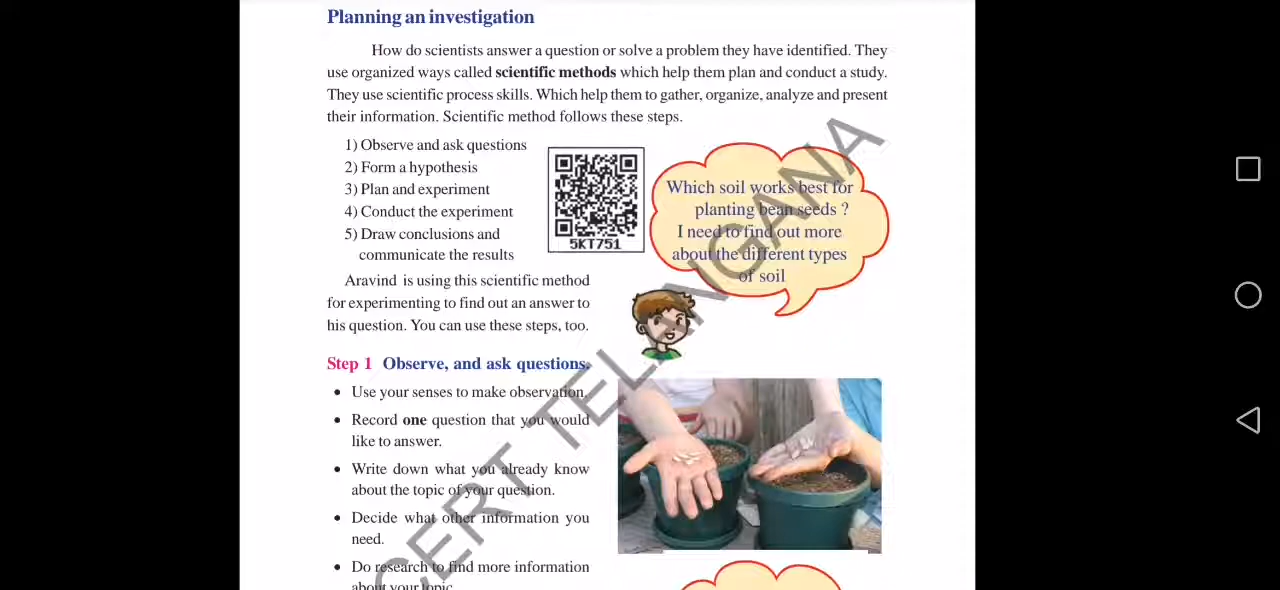 Planning an investigation
How do scientists answer a question or solve a problem they have identified. They
use organized ways called scientific methods which help them plan and conduct a study.
They use scientific process skills. Which help them to gather, organize, analyze and present
their information. Scientific method follows these steps.
1) Observe and ask questions
2) Form a hypothesis
3) Plan and experiment
4) Conduct the experiment
5) Draw conclusions and
communicate the results
5KT751
Which soil works best for
planting bean seeds ?
I need to find out more
about the different types
of soil
Aravind is using this scientific method
for experimenting to find out an answer to
his question. You can use these steps, too.
Step 1 Observe, and ask questions.
• Use your senses to make observation.
• Record one question that you would
like to answer.
• Write down what you already know
about the topic of your question.
• Decide what other information you
need.
• Do research to find more information
about your topic
CERT TELANGANA